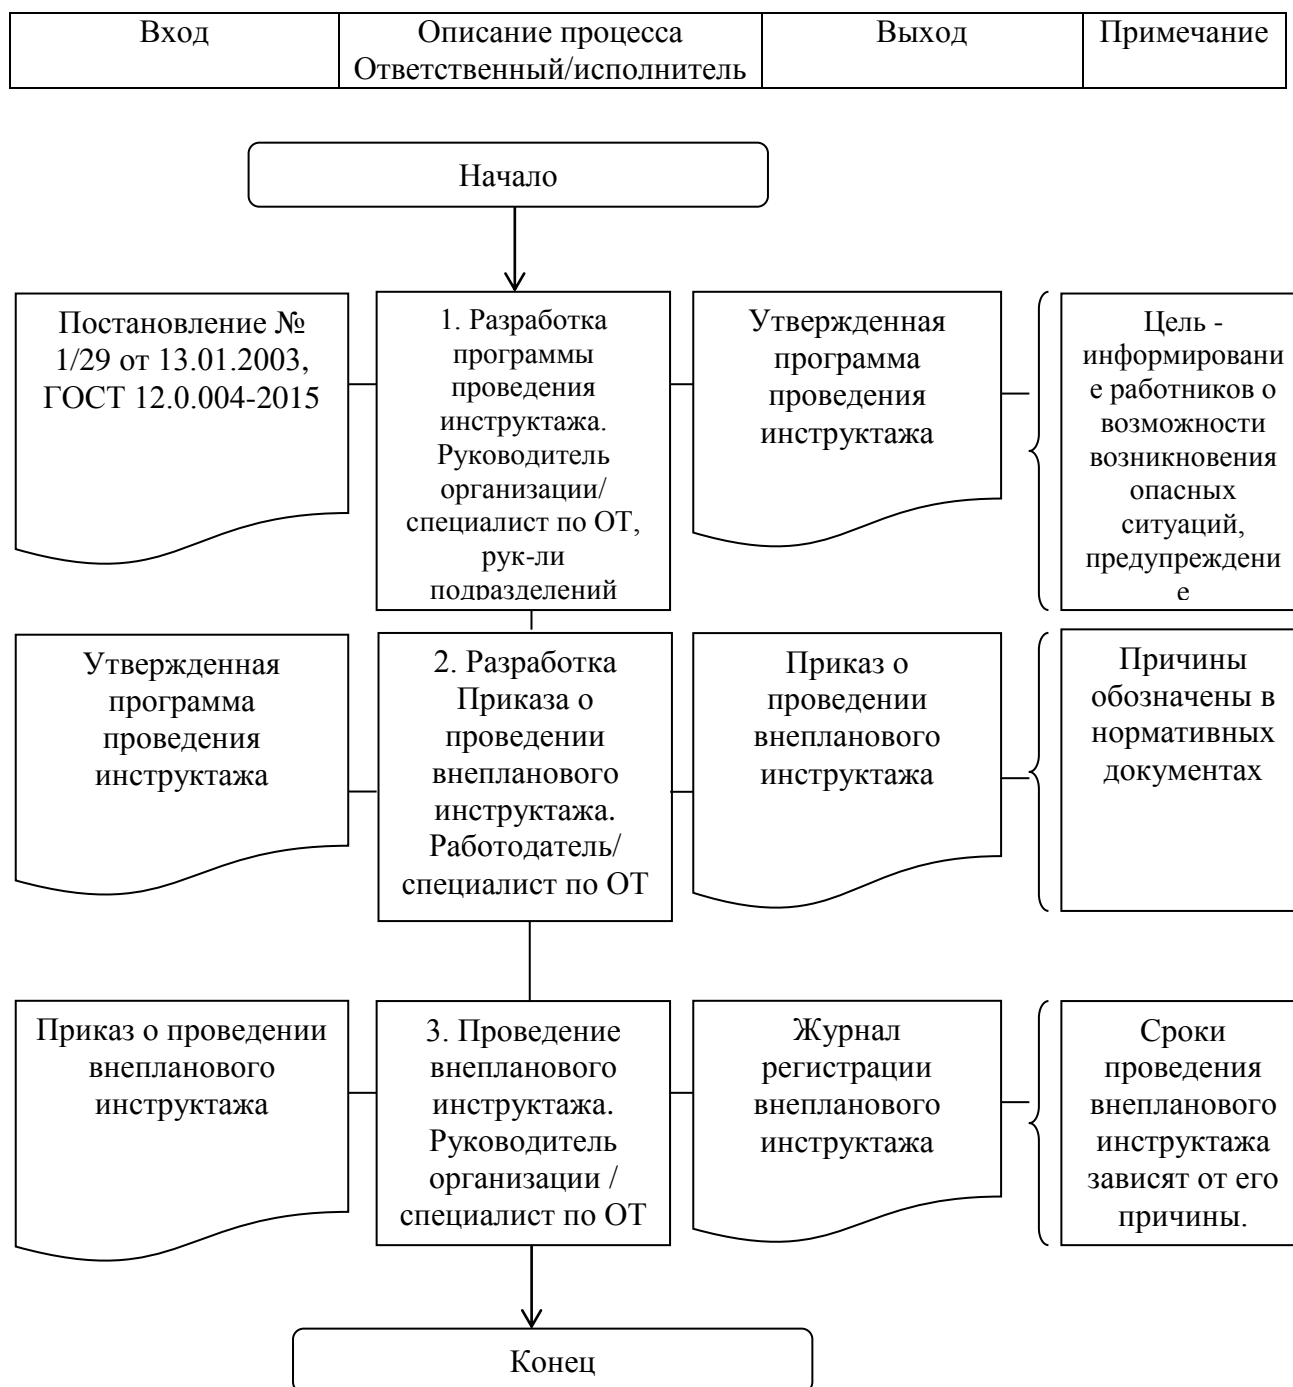 Вход
Описание процесса
Ответственный/исполнитель
Выход
Примечание
Начало
Постановление №
1/29 от 13.01.2003,
ГОСТ 12.0.004-2015
1. Разработка
программы
проведения
инструктажа.
Руководитель
организации/
специалист по ОТ,
рук-ли
подразделений
Утвержденная
программа
проведения
инструктажа
Цель -
информировани
е работников о
возможности
возникновения
опасных
ситуаций,
предупреждени
е
Утвержденная
программа
проведения
инструктажа
2. Разработка
Приказа о
проведении
внепланового
инструктажа.
Работодатель/
специалист по ОТ
Приказ о
проведении
внепланового
инструктажа
Причины
обозначены в
нормативных
документах
Приказ о проведении
внепланового
инструктажа
3. Проведение
внепланового
инструктажа.
Руководитель
организации /
специалист по ОТ
Журнал
регистрации
внепланового
инструктажа
Сроки
проведения
внепланового
инструктажа
зависят от его
причины.
Конец